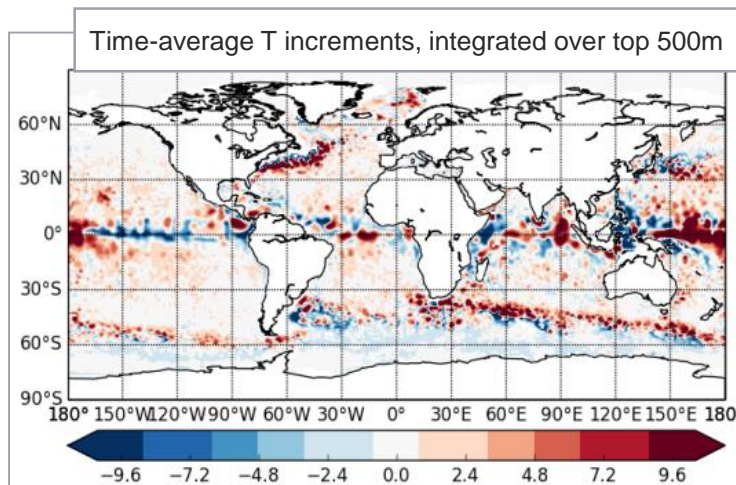 Time-average T increments, integrated over top 500m
60°N
30°N
0°
30°S
60°S
90°S
180° 150°W 120°W 90°W 60°W 30°W 0° 30°E 60°E 90°E 120°E 150°E 180
−9.6 −7.2 −4.8 −2.4 0.0 2.4 4.8 7.2 9.6